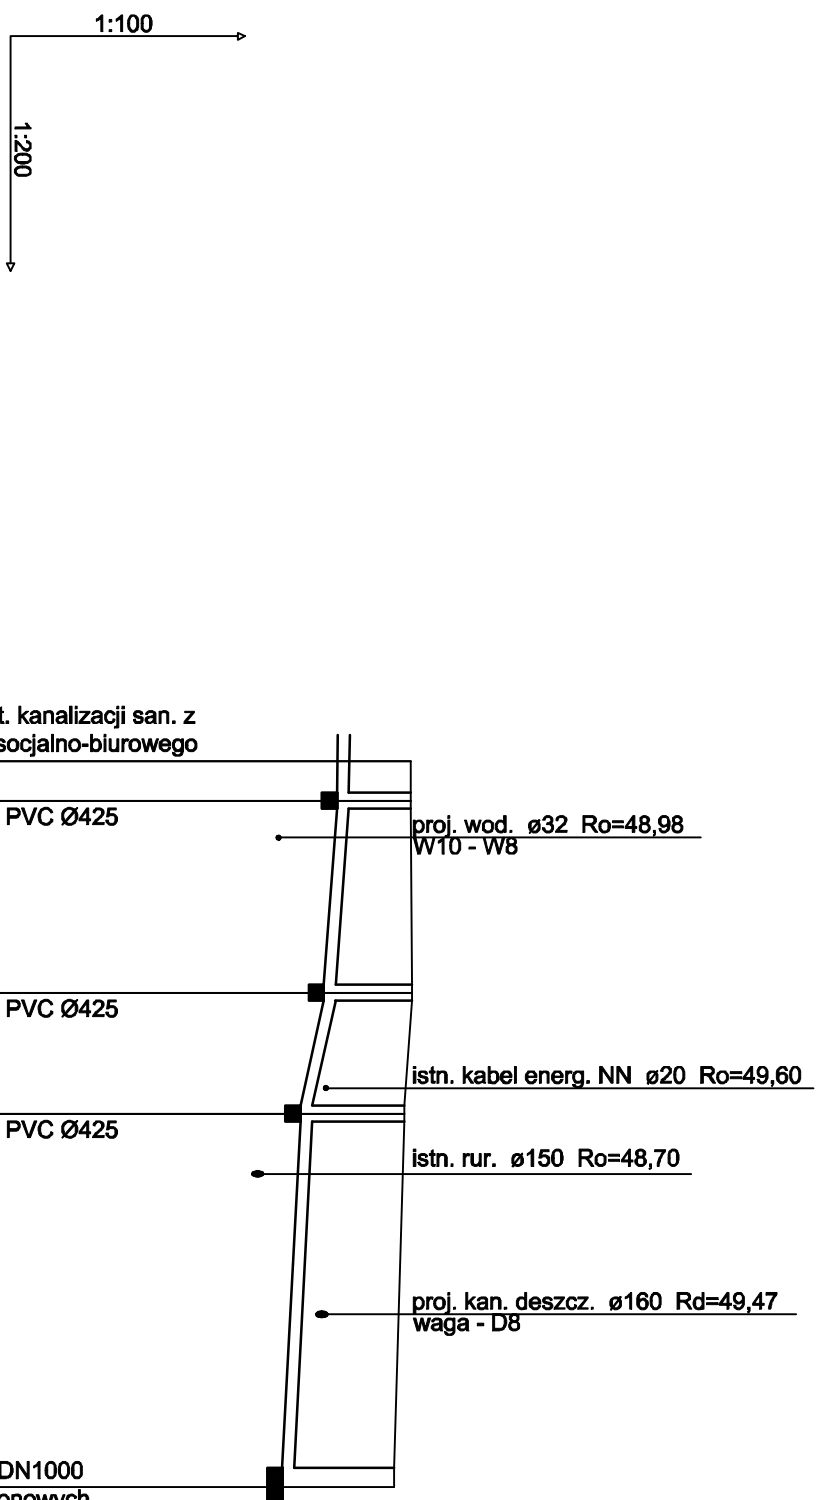 1:100
1:200
t. kanalizacji san. z
socjalno-biurowego
PVC Ø425
proj. wod. ø32 Ro=48,98
W10 - W8
PVC Ø425
istn. kabel energ. NN ø20 Ro=49,60
PVC Ø425
istn. rur. ø150 Ro=48,70
proj. kan. deszcz. ø160 Rd=49,47
waga - D8
DN1000